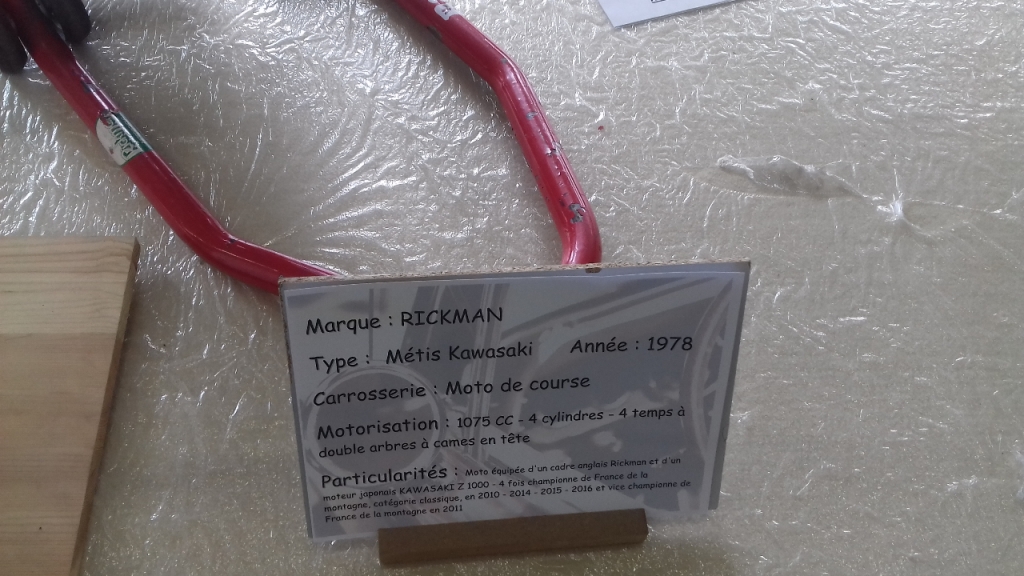 Marque : RICKMAN
Type : Métis Kawasaki Année : 1978
Carrosserie : Moto de course
Motorisation : 1075 CC - 4 cylindres - 4 temps à
double arbres à cames en tête
Particularités : Moto équipée d'un cadre anglais Rickman et d'un
moteur japonais KAWASAKI Z 1000 - 4 fois championne de France de la
montagne, catégorie classique, en 2010 - 2014 - 2015 - 2016 et vice championne de
France de la montagne en 2011